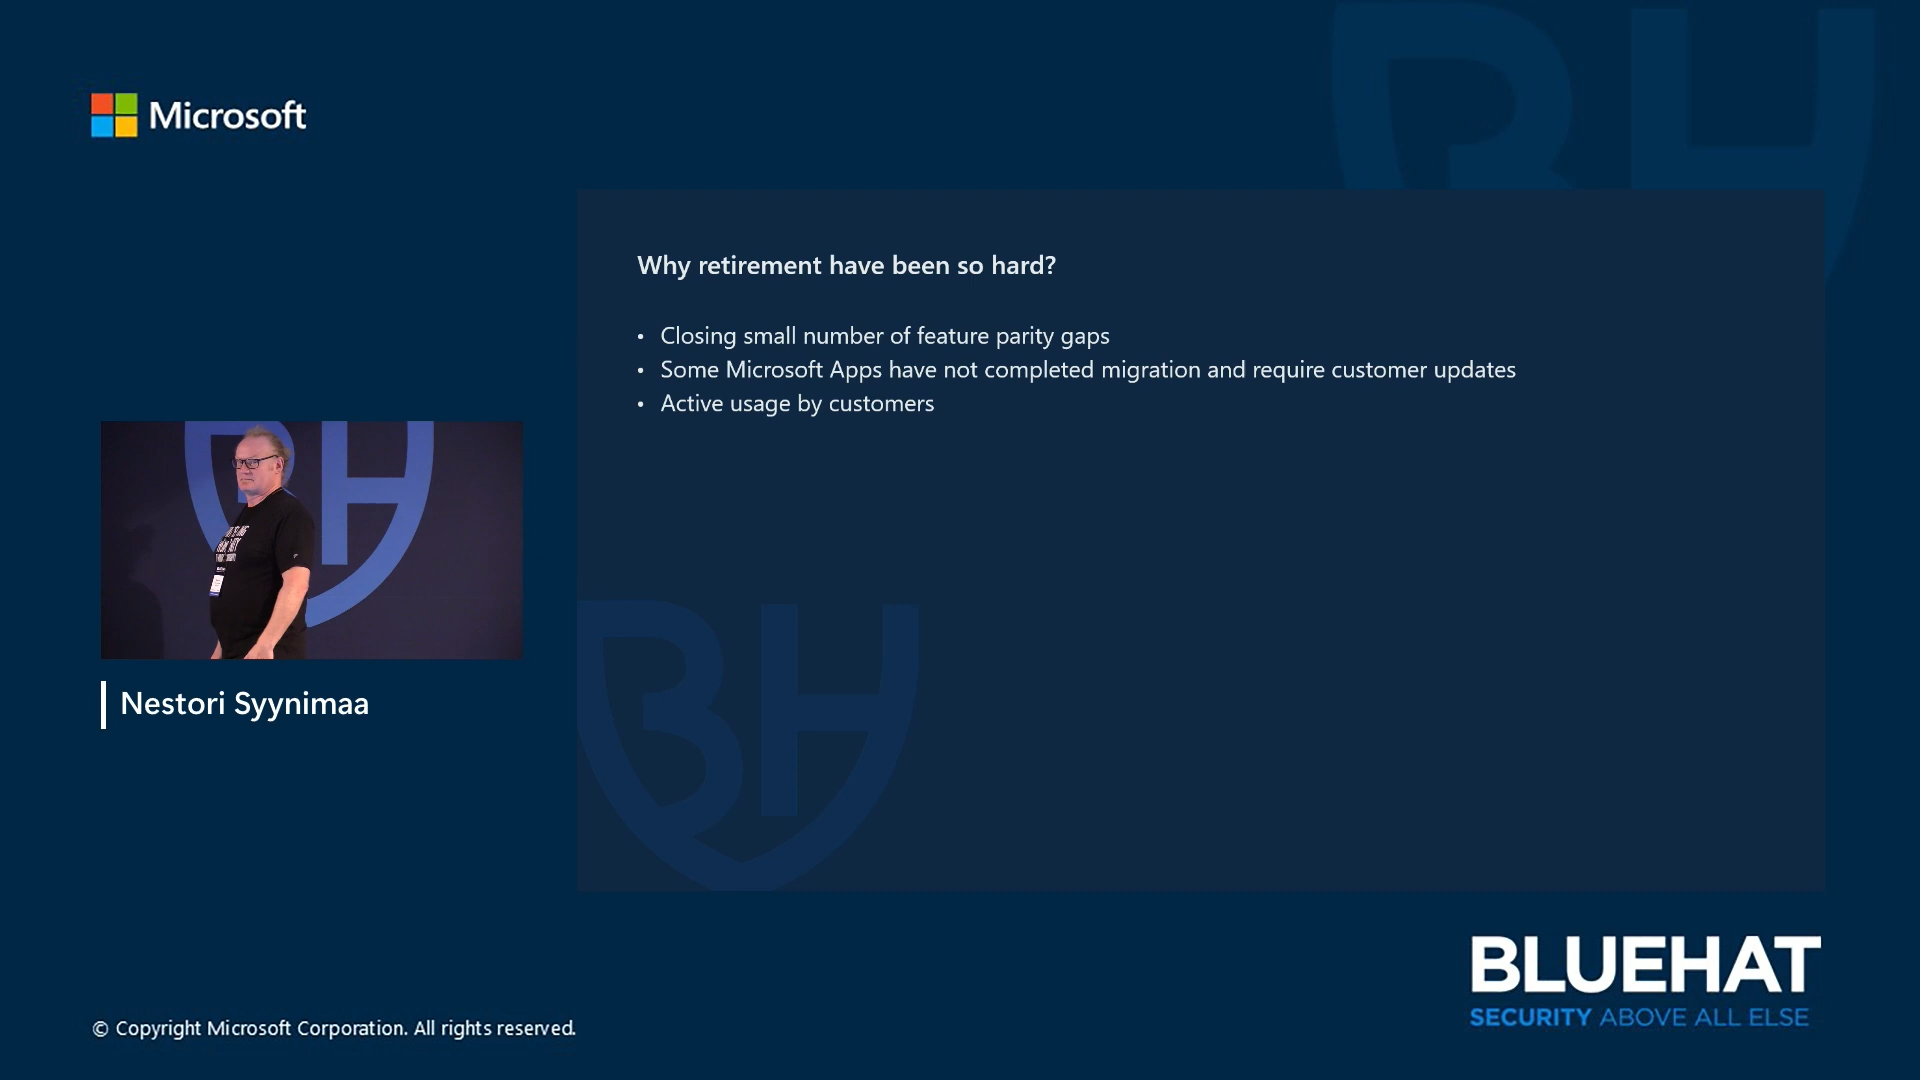 Microsoft
Why retirement have been so hard?
• Closing small number of feature parity gaps
• Some Microsoft Apps have not completed migration and require customer updates
• Active usage by customers
BH
Nestori Syynimaa
BH
BLUEHAT
SECURITY ABOVE ALL ELSE
© Copyright Microsoft Corporation. All rights reserved.